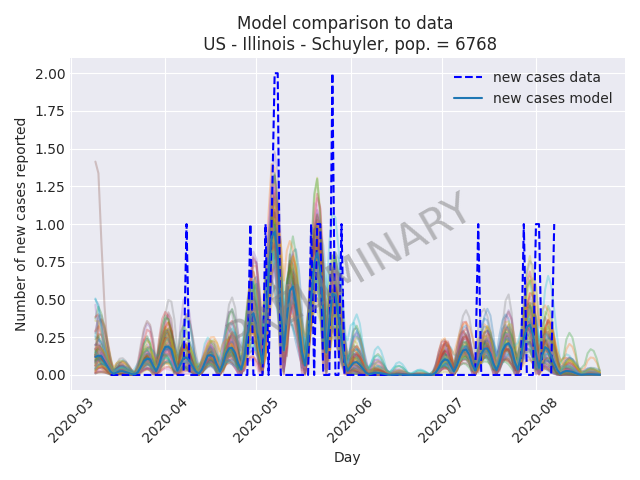 Model comparison to data
US - Illinois - Schuyler, pop. = 6768
new cases data
new cases model
Number of new cases reported
2.00
1.75
1.50
1.25
1.00
0.75
0.50
0.25
0.00
PRELIMINARY
2020-03
2020-04
2020-05
2020-06
2020-07
2020-08
Day